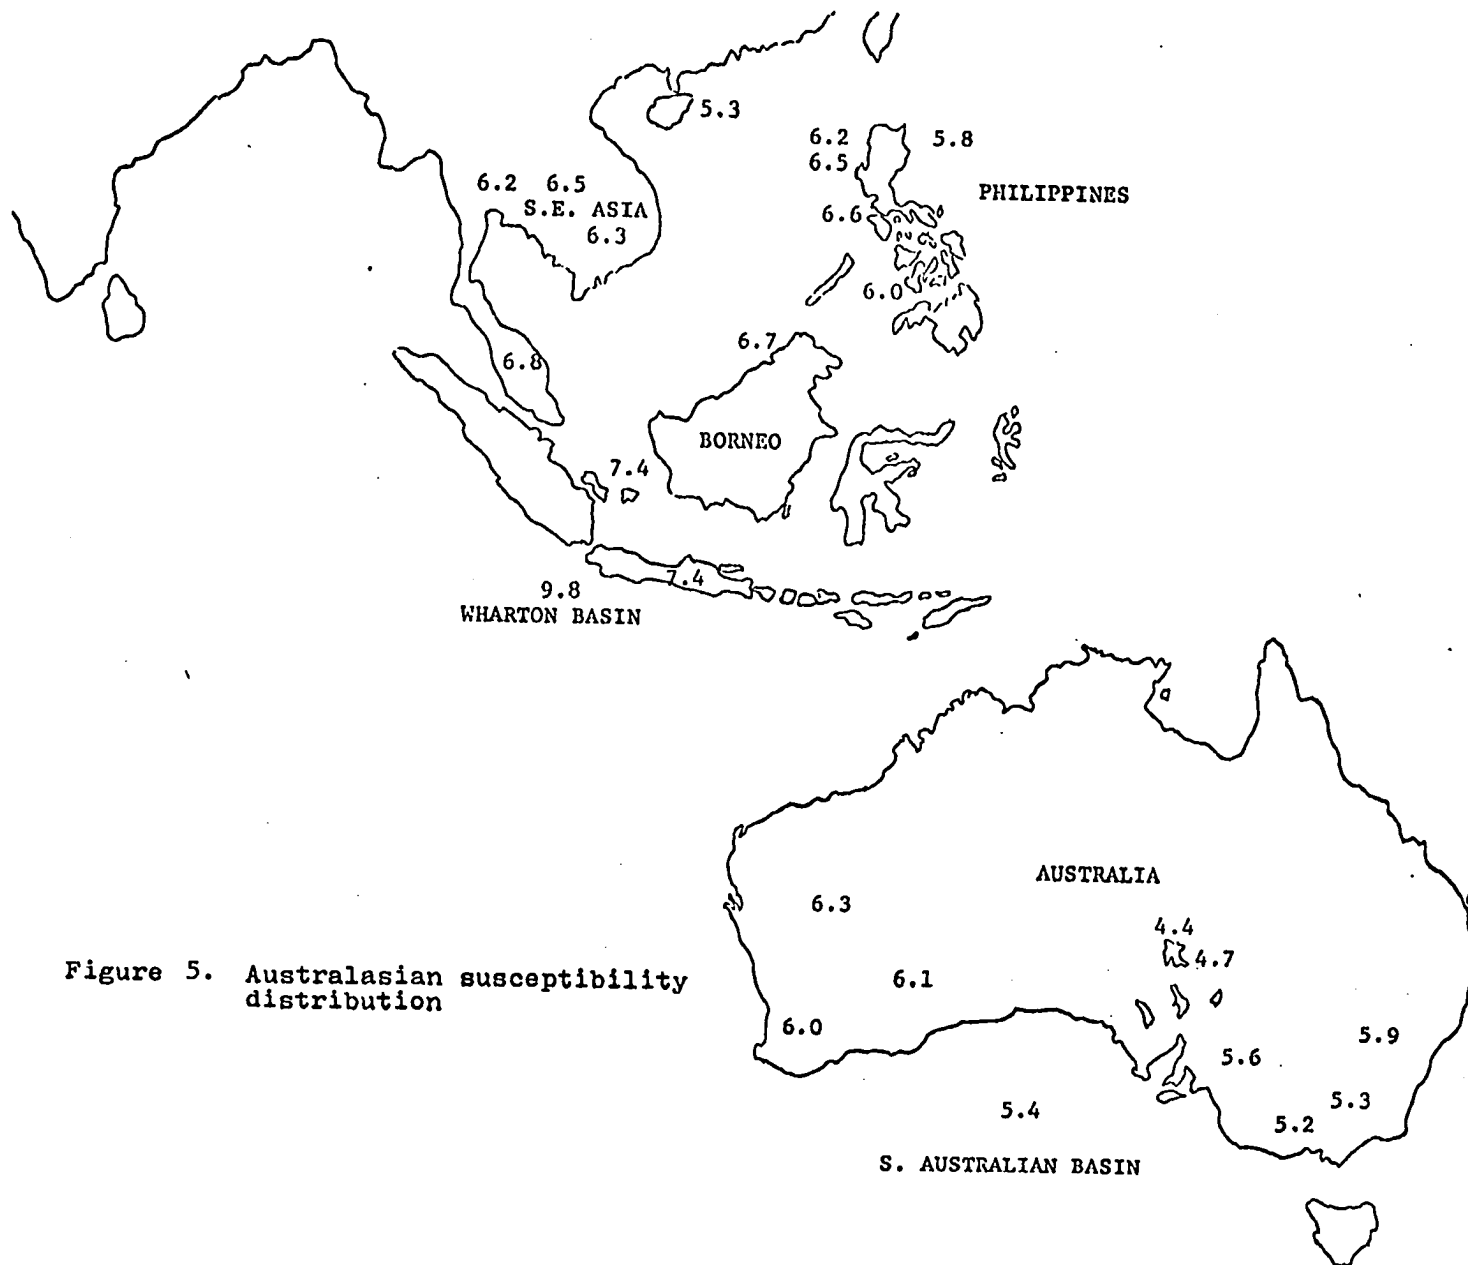 5.3
6.2 5.8
6.5
6.2 6.5
S.E. ASIA
6.3
PHILIPPINES
6.6
6.0
6.7
6.8
BORNEO
7.4
7.4
9.8
WHARTON BASIN
AUSTRALIA
6.3
4.4
4.7
Figure 5. Australasian susceptibility
distribution
6.1
6.0
5.9
5.6
5.4
5.3
5.2
S. AUSTRALIAN BASIN